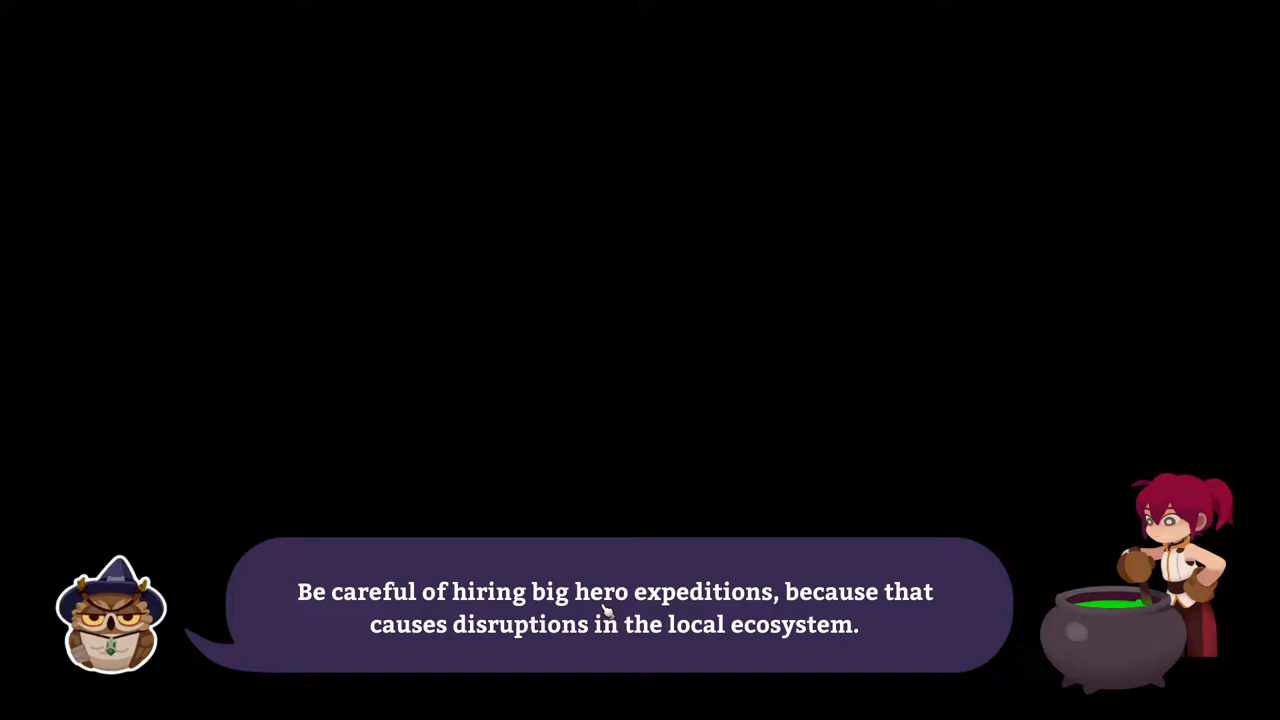 Be careful of hiring big hero expeditions, because that
causes disruptions in the local ecosystem.